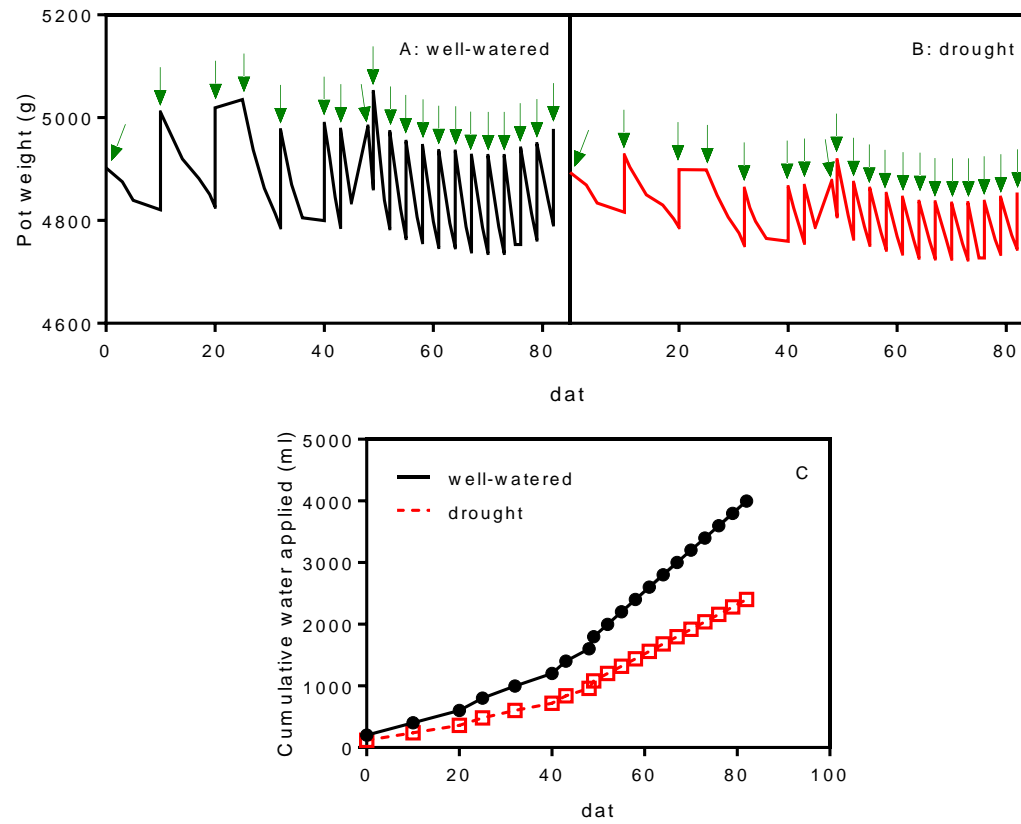 5200
5000
4800
4600
Pot weight (g)
A: well-watered
B: drought
0 20 40 60 80
20 40 60 80
dat
5000
4000
3000
2000
1000
0
Cumulative water applied (ml)
well-watered
drought
C
0 20 40 60 80 100
dat